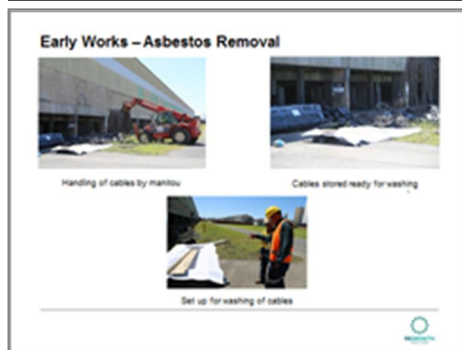 Early Works – Asbestos Removal
Handling of cables by manitou
Cables stored ready for washing
Set up for washing of cables